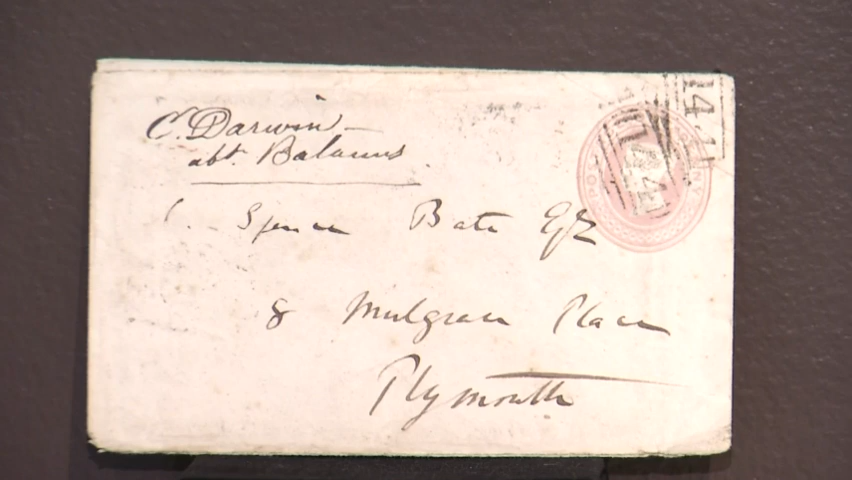 C. Darwin
abt. Balanus
C. Spence Bate Esq
8 Mulgrave Place
Plymouth